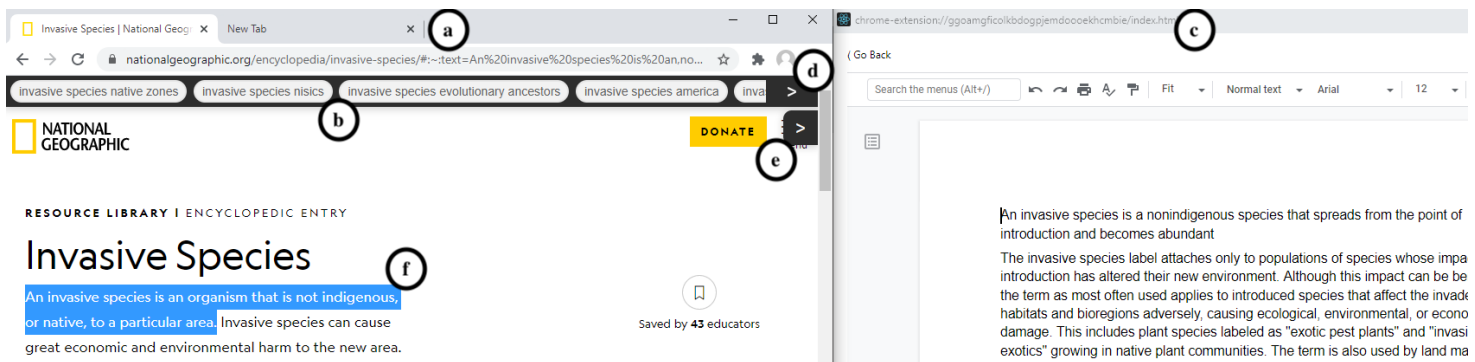 Invasive Species | National Geogr
New Tab
a
nationalgeographic.org/encyclopedia/invasive-species/#:~:text=An%20invasive%20species%20is%20an,no...
d
invasive species native zones
invasive species nisics
invasive species evolutionary ancestors
invasive species america
inva
>
b
NATIONAL
GEOGRAPHIC
DONATE
>
e
RESOURCE LIBRARY | ENCYCLOPEDIC ENTRY
Invasive Species
f
An invasive species is an organism that is not indigenous,
or native, to a particular area. Invasive species can cause
great economic and environmental harm to the new area.
Saved by 43 educators
chrome-extension://ggoamgficolkbdogpjemdoooekhcmbie/index.htm
c
⟨ Go Back
Search the menus (Alt+/)
Fit
Normal text
Arial
12
An invasive species is a nonindigenous species that spreads from the point of
introduction and becomes abundant
The invasive species label attaches only to populations of species whose impa
introduction has altered their new environment. Although this impact can be be
the term as most often used applies to introduced species that affect the invade
habitats and bioregions adversely, causing ecological, environmental, or econo
damage. This includes plant species labeled as "exotic pest plants" and "invasi
exotics" growing in native plant communities. The term is also used by land ma